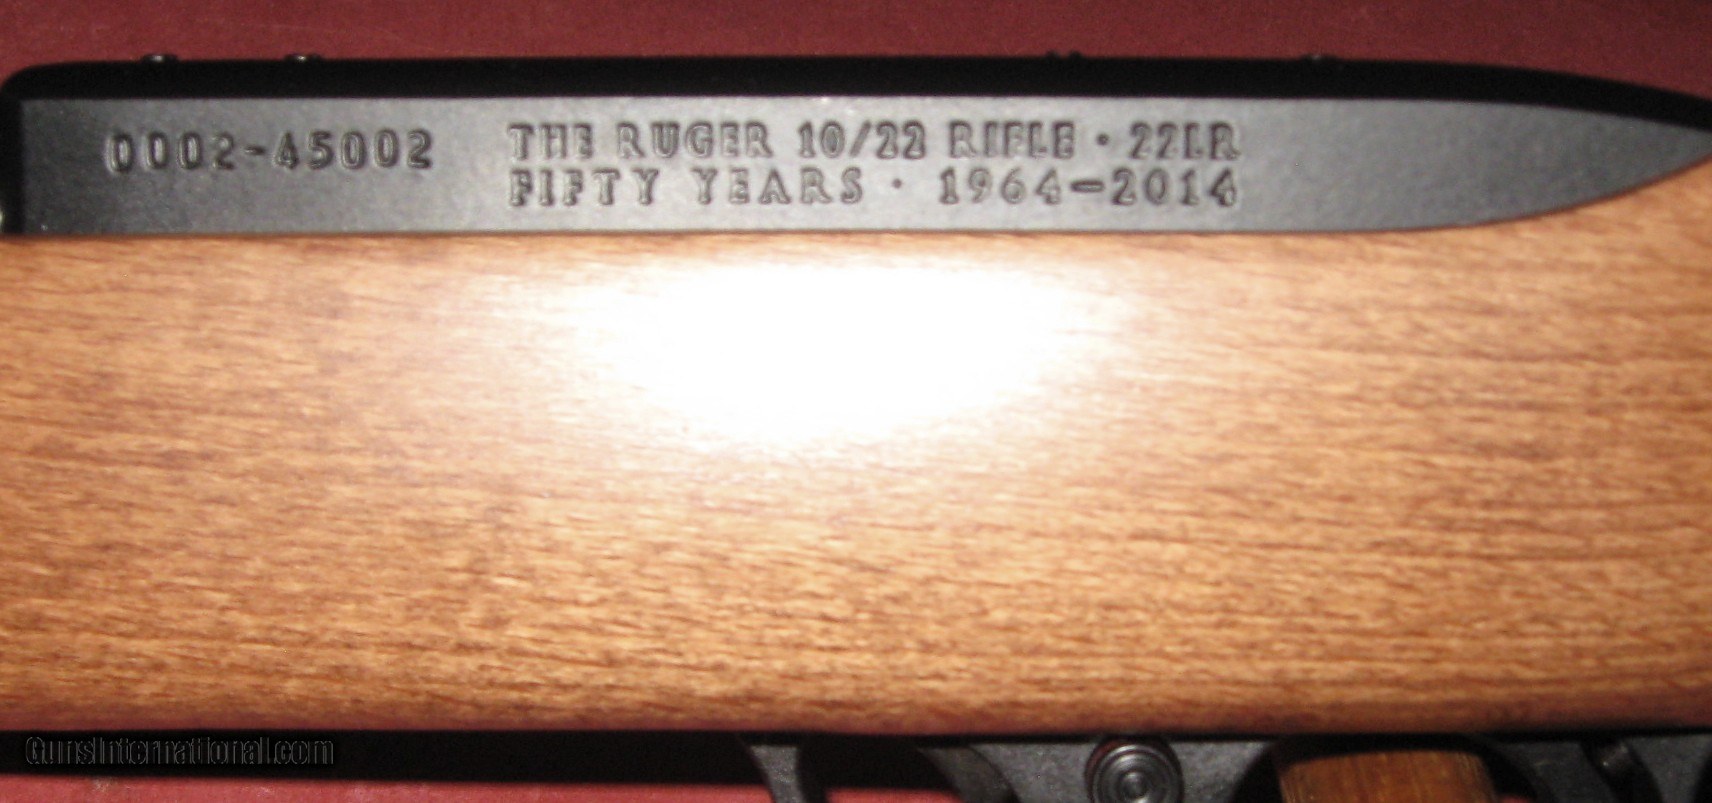 0002-45002
THE RUGER 10/22 RIFLE · 22LR
FIFTY YEARS · 1964-2014
GunsInternational.com